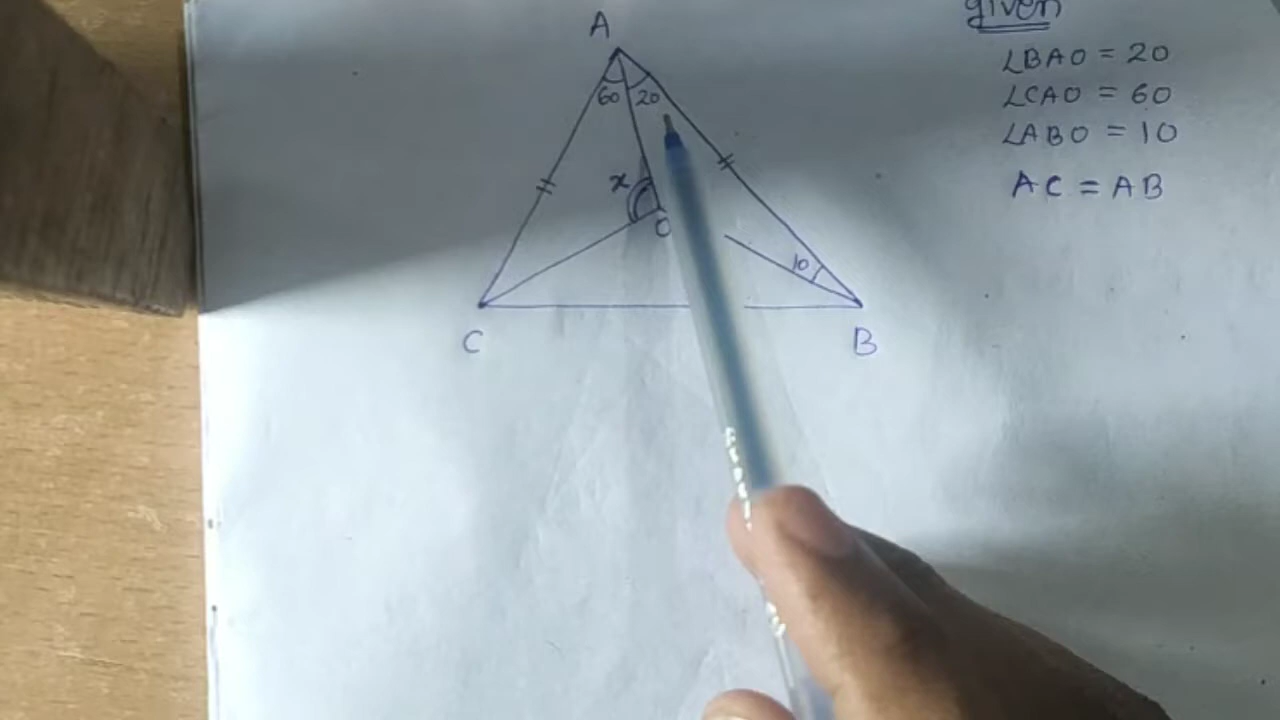 given
∠BAO = 20
∠CAO = 60
∠ABO = 10
AC = AB
A
60 20
x
O
10
C B